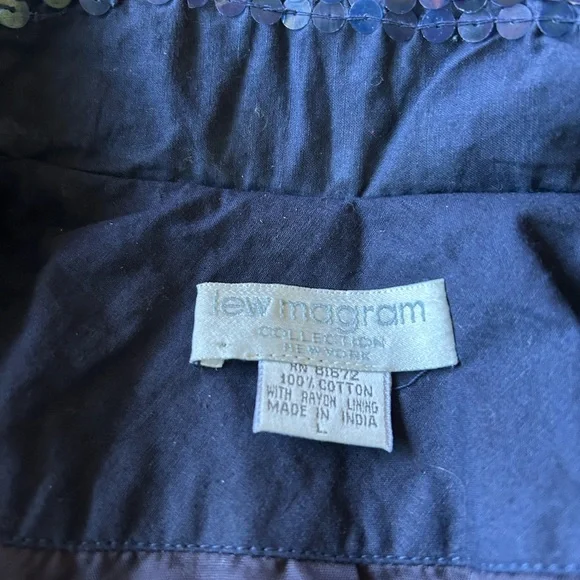 lew magram
COLLECTION
NEW YORK
RN 81672
100% COTTON
WITH RAYON LINING
MADE IN INDIA
L